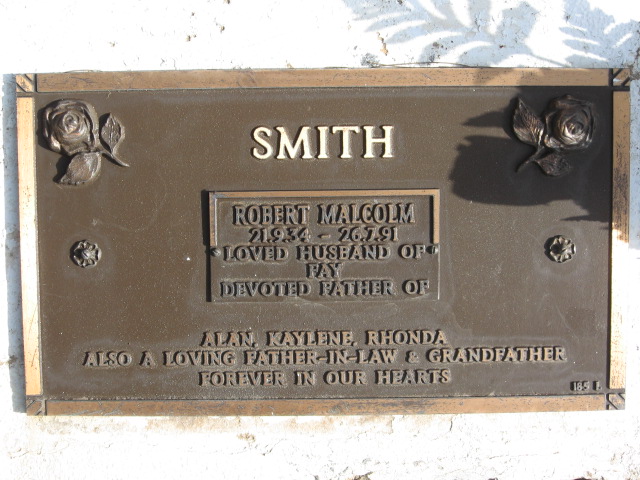 SMITH
ROBERT MALCOLM
21.9.34 - 26.7.91
LOVED HUSBAND OF
FAY
DEVOTED FATHER OF
ALAN, KAYLENE, RHONDA
ALSO A LOVING FATHER-IN-LAW & GRANDFATHER
FOREVER IN OUR HEARTS
185 L